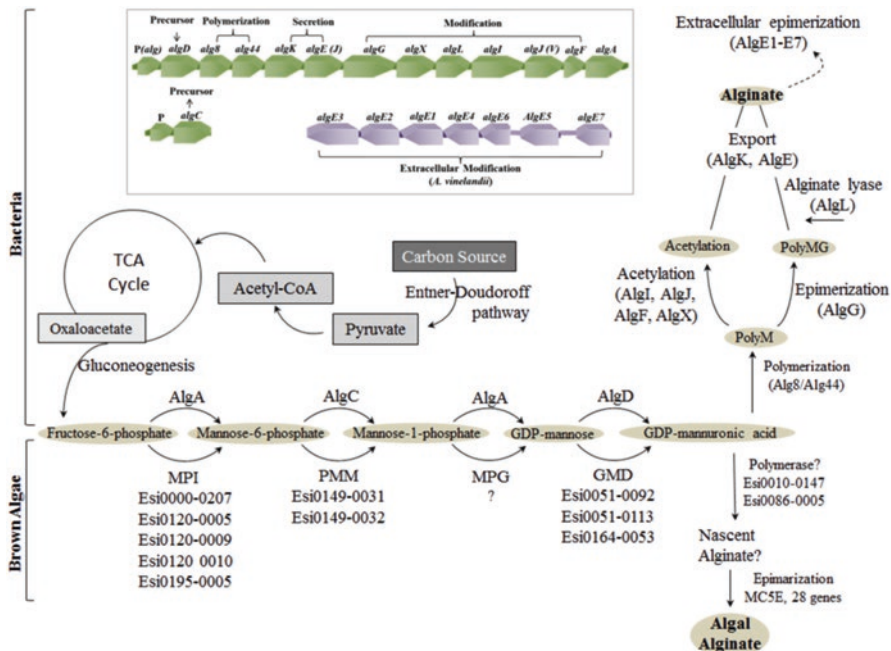 Precursor Polymerization Secretion Modification
P(alg) algD alg8 alg44 algK algE (J) algG algX algL algI algJ (V) algF algA
Precursor
P algC
algE3 algE2 algE1 algE4 algE6 AlgE5 algE7
Extracellular Modification
(A. vinelandii)
Extracellular epimerization
(AlgE1-E7)
Alginate
Export
(AlgK, AlgE)
Alginate lyase
(AlgL)
Acetylation
PolyMG
Acetylation
(AlgI, AlgJ,
AlgF, AlgX)
Epimerization
(AlgG)
PolyM
Polymerization
(Alg8/Alg44)
Bacteria
TCA
Cycle
Oxaloacetate
Acetyl-CoA
Carbon Source
Entner-Doudoroff
pathway
Pyruvate
Gluconeogenesis
AlgA AlgC AlgA AlgD
Fructose-6-phosphate Mannose-6-phosphate Mannose-1-phosphate GDP-mannose GDP-mannuronic acid
Brown Algae
MPI
Esi0000-0207
Esi0120-0005
Esi0120-0009
Esi0120 0010
Esi0195-0005
PMM
Esi0149-0031
Esi0149-0032
MPG
?
GMD
Esi0051-0092
Esi0051-0113
Esi0164-0053
Polymerase?
Esi0010-0147
Esi0086-0005
Nascent
Alginate?
Epimarization
MC5E, 28 genes
Algal
Alginate